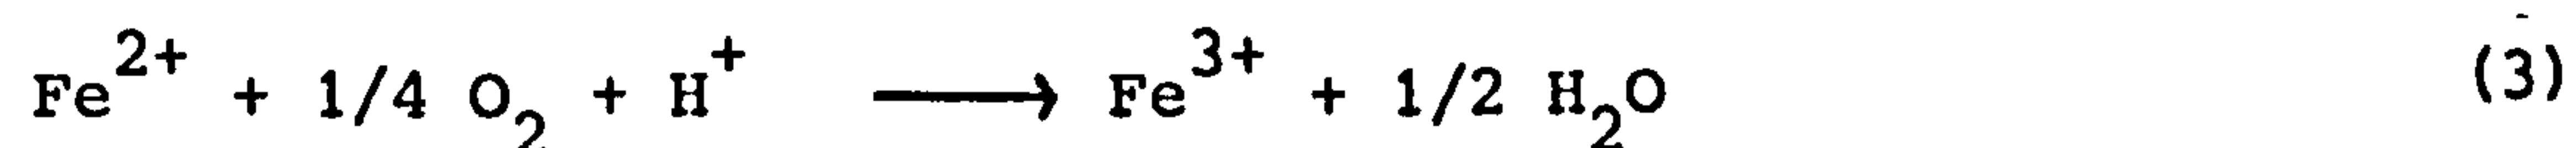 Fe²⁺ + 1/4 O₂ + H⁺ ⟶ Fe³⁺ + 1/2 H₂O (3)